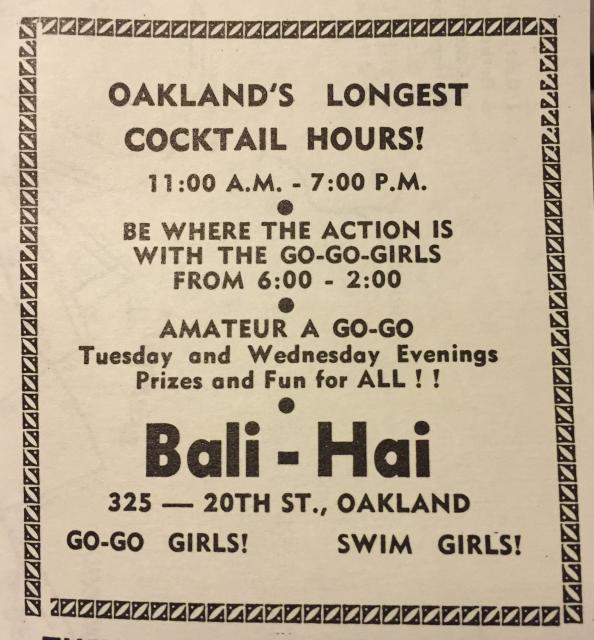 OAKLAND'S LONGEST
COCKTAIL HOURS!
11:00 A.M. - 7:00 P.M.
BE WHERE THE ACTION IS
WITH THE GO-GO-GIRLS
FROM 6:00 - 2:00
AMATEUR A GO-GO
Tuesday and Wednesday Evenings
Prizes and Fun for ALL ! !
Bali - Hai
325 — 20TH ST., OAKLAND
GO-GO GIRLS! SWIM GIRLS!